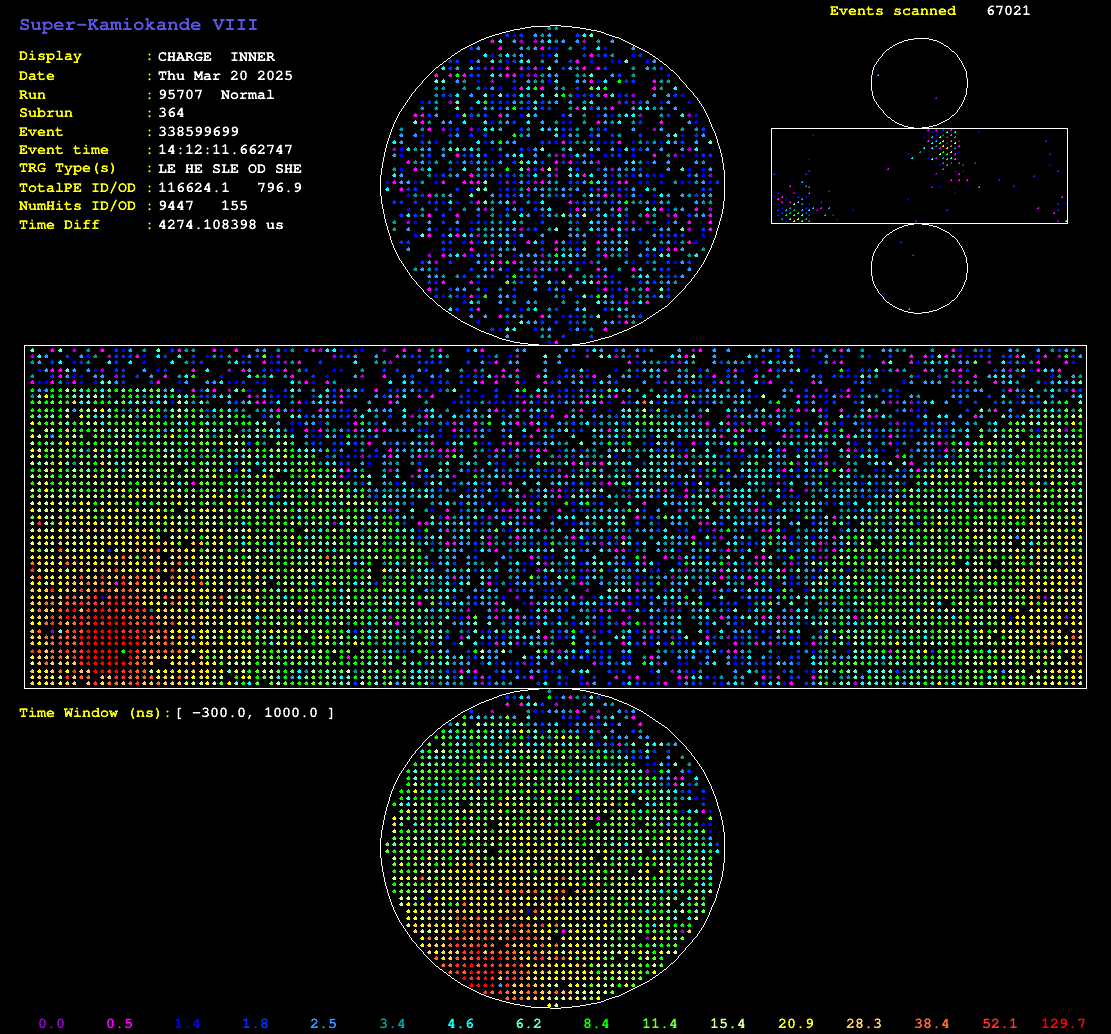 Super-Kamiokande VIII
Events scanned 67021
Display : CHARGE INNER
Date : Thu Mar 20 2025
Run : 95707 Normal
Subrun : 364
Event : 338599699
Event time : 14:12:11.662747
TRG Type(s) : LE HE SLE OD SHE
TotalPE ID/OD : 116624.1 796.9
NumHits ID/OD : 9447 155
Time Diff : 4274.108398 us
Time Window (ns):[ -300.0, 1000.0 ]
0.0 0.5 1.4 1.8 2.5 3.4 4.6 6.2 8.4 11.4 15.4 20.9 28.3 38.4 52.1 129.7